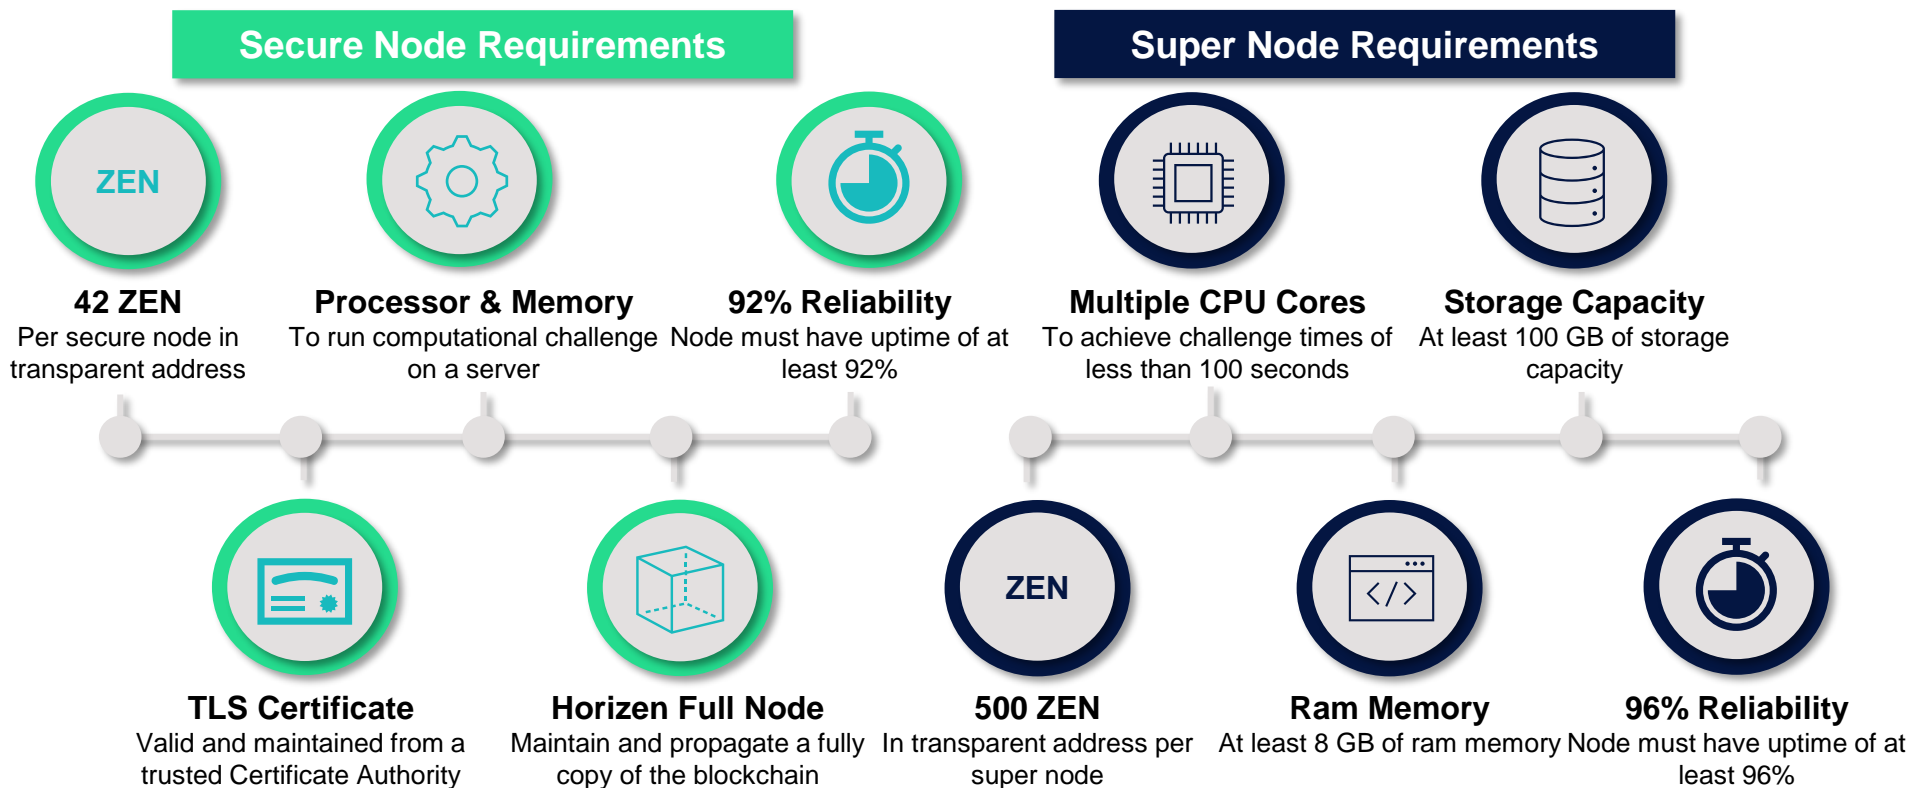 Secure Node Requirements
ZEN
42 ZEN
Per secure node in
transparent address
Processor & Memory
To run computational challenge
on a server
92% Reliability
Node must have uptime of at
least 92%
TLS Certificate
Valid and maintained from a
trusted Certificate Authority
Horizen Full Node
Maintain and propagate a fully
copy of the blockchain
Super Node Requirements
Multiple CPU Cores
To achieve challenge times of
less than 100 seconds
Storage Capacity
At least 100 GB of storage
capacity
ZEN
500 ZEN
In transparent address per
super node
</>
Ram Memory
At least 8 GB of ram memory
96% Reliability
Node must have uptime of at
least 96%